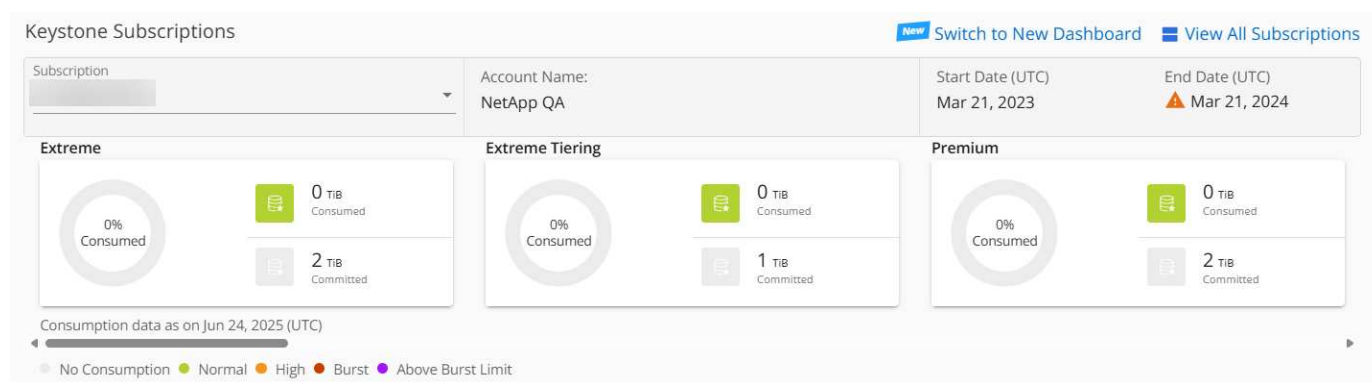 Keystone Subscriptions
New Switch to New Dashboard View All Subscriptions
Subscription
Account Name:
NetApp QA
Start Date (UTC)
Mar 21, 2023
End Date (UTC)
Mar 21, 2024
Extreme
0%
Consumed
0 TiB
Consumed
2 TiB
Committed
Extreme Tiering
0%
Consumed
0 TiB
Consumed
1 TiB
Committed
Premium
0%
Consumed
0 TiB
Consumed
2 TiB
Committed
Consumption data as on Jun 24, 2025 (UTC)
No Consumption Normal High Burst Above Burst Limit